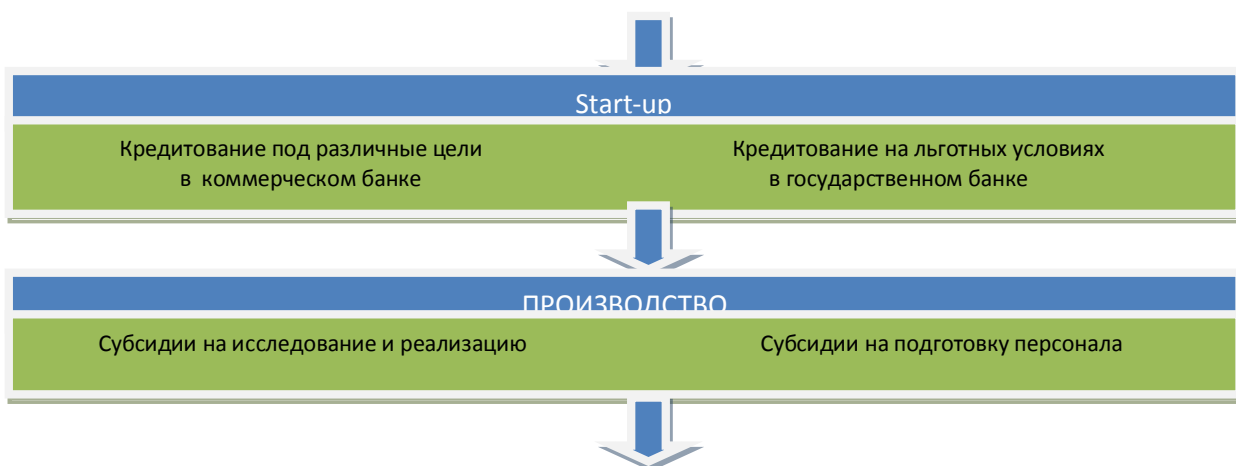 Start-up
Кредитование под различные цели
в коммерческом банке
Кредитование на льготных условиях
в государственном банке
ПРОИЗВОДСТВО
Субсидии на исследование и реализацию
Субсидии на подготовку персонала